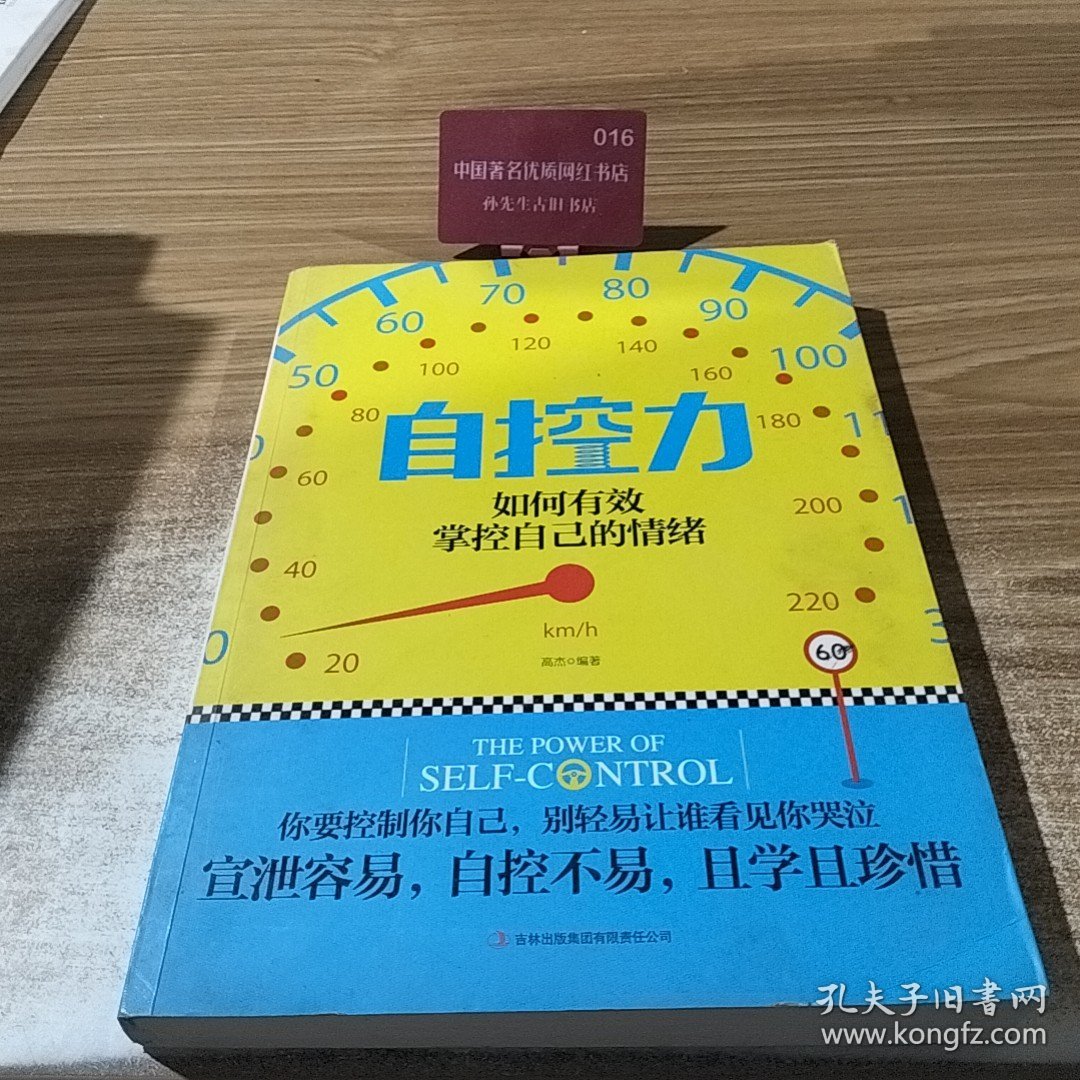 016
中国著名优质网红书店
孙先生古旧书店
70 80
60 90
50 100
120 140
100 160
80 180
60 200
40 220
20
自控力
如何有效
掌控自己的情绪
km/h
高杰◎编著
60
THE POWER OF
SELF-CONTROL
你要控制你自己，别轻易让谁看见你哭泣
宣泄容易，自控不易，且学且珍惜
吉林出版集团有限责任公司
孔夫子旧书网
www.kongfz.com